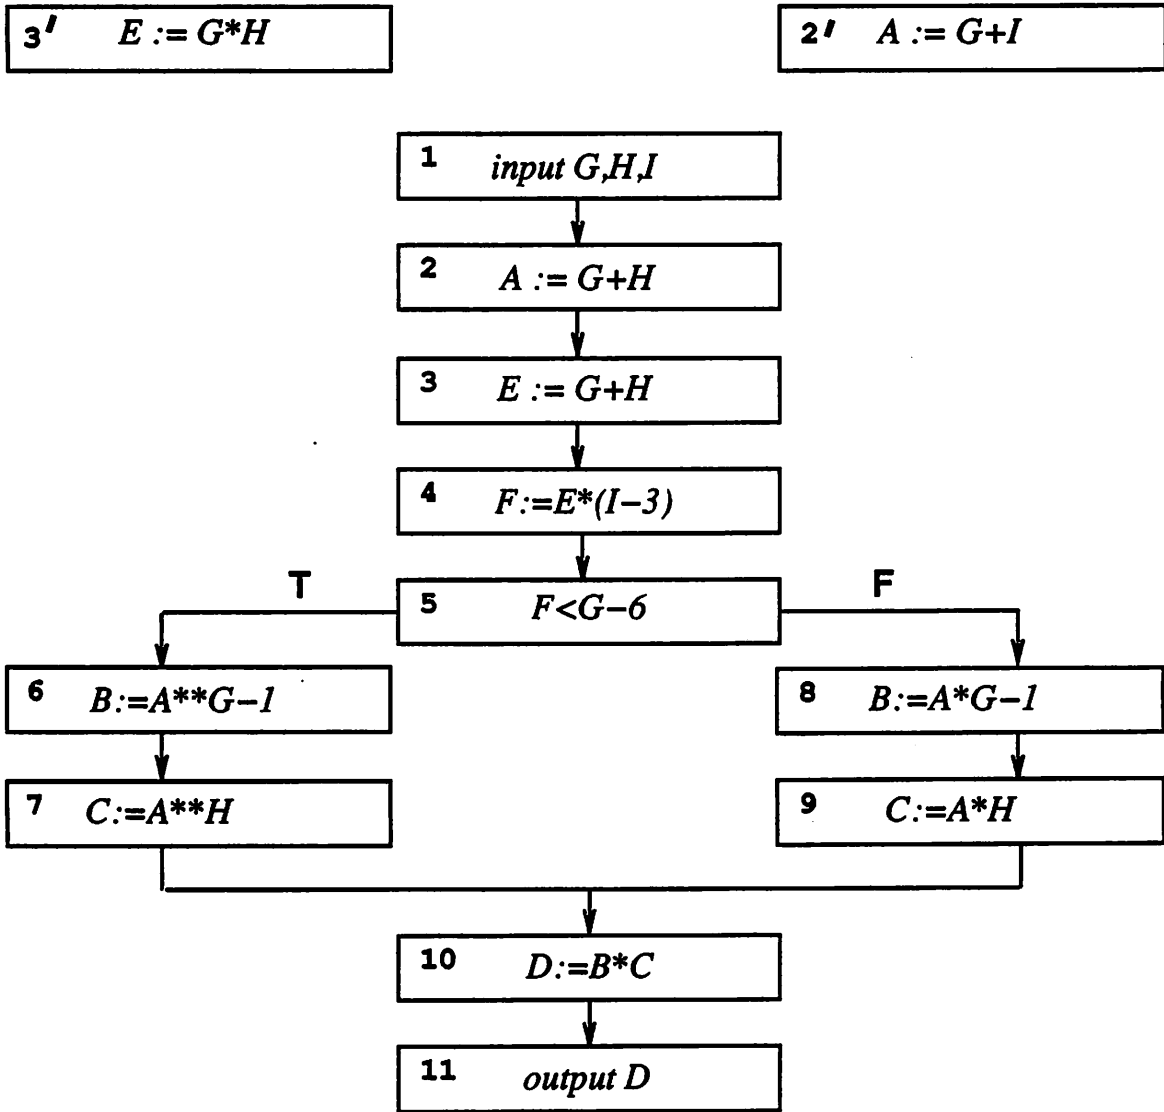 3' E := G*H
2' A := G+I
1 input G,H,I
2 A := G+H
3 E := G+H
4 F:=E*(I−3)
T
F
5 F<G−6
6 B:=A**G−1
8 B:=A*G−1
7 C:=A**H
9 C:=A*H
10 D:=B*C
11 output D